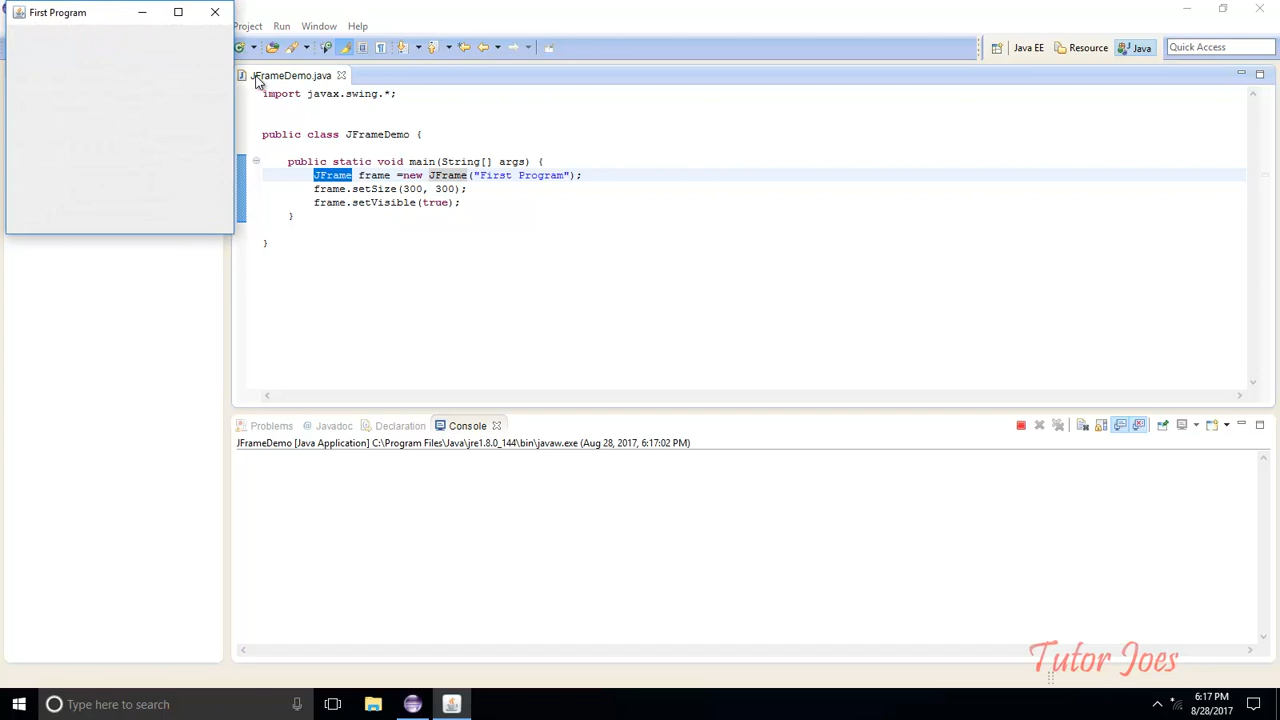 First Program
Project Run Window Help
Java EE Resource Java Quick Access
JFrameDemo.java
import javax.swing.*;
public class JFrameDemo {
public static void main(String[] args) {
JFrame frame =new JFrame("First Program");
frame.setSize(300, 300);
frame.setVisible(true);
}
}
Problems Javadoc Declaration Console
JFrameDemo [Java Application] C:\Program Files\Java\jre1.8.0_144\bin\javaw.exe (Aug 28, 2017, 6:17:02 PM)
Tutor Joes
Type here to search
6:17 PM
8/28/2017